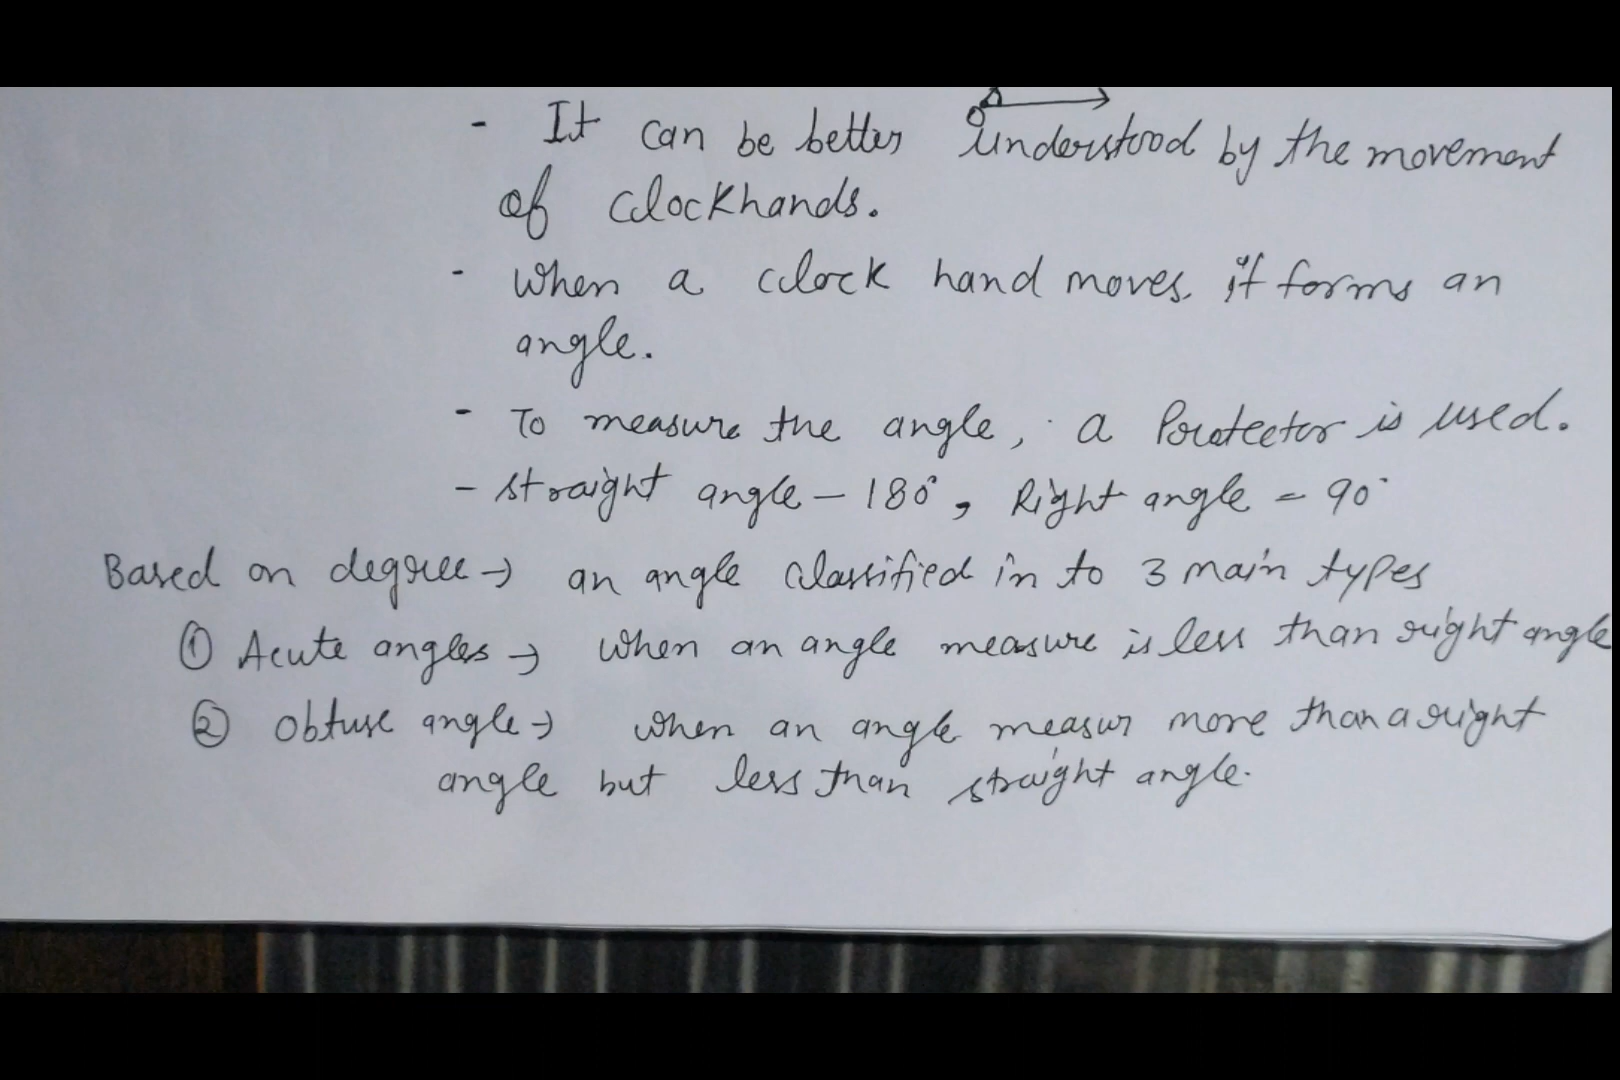 - It can be better understood by the movement
of clockhands.
- When a clock hand moves, it forms an
angle.
- To measure the angle, a Protector is used.
- straight angle - 180°, Right angle - 90°
Based on degree → an angle classified in to 3 main types
① Acute angles → When an angle measure is less than right angle
② Obtuse angle → When an angle measur more than a right
angle but less than straight angle.